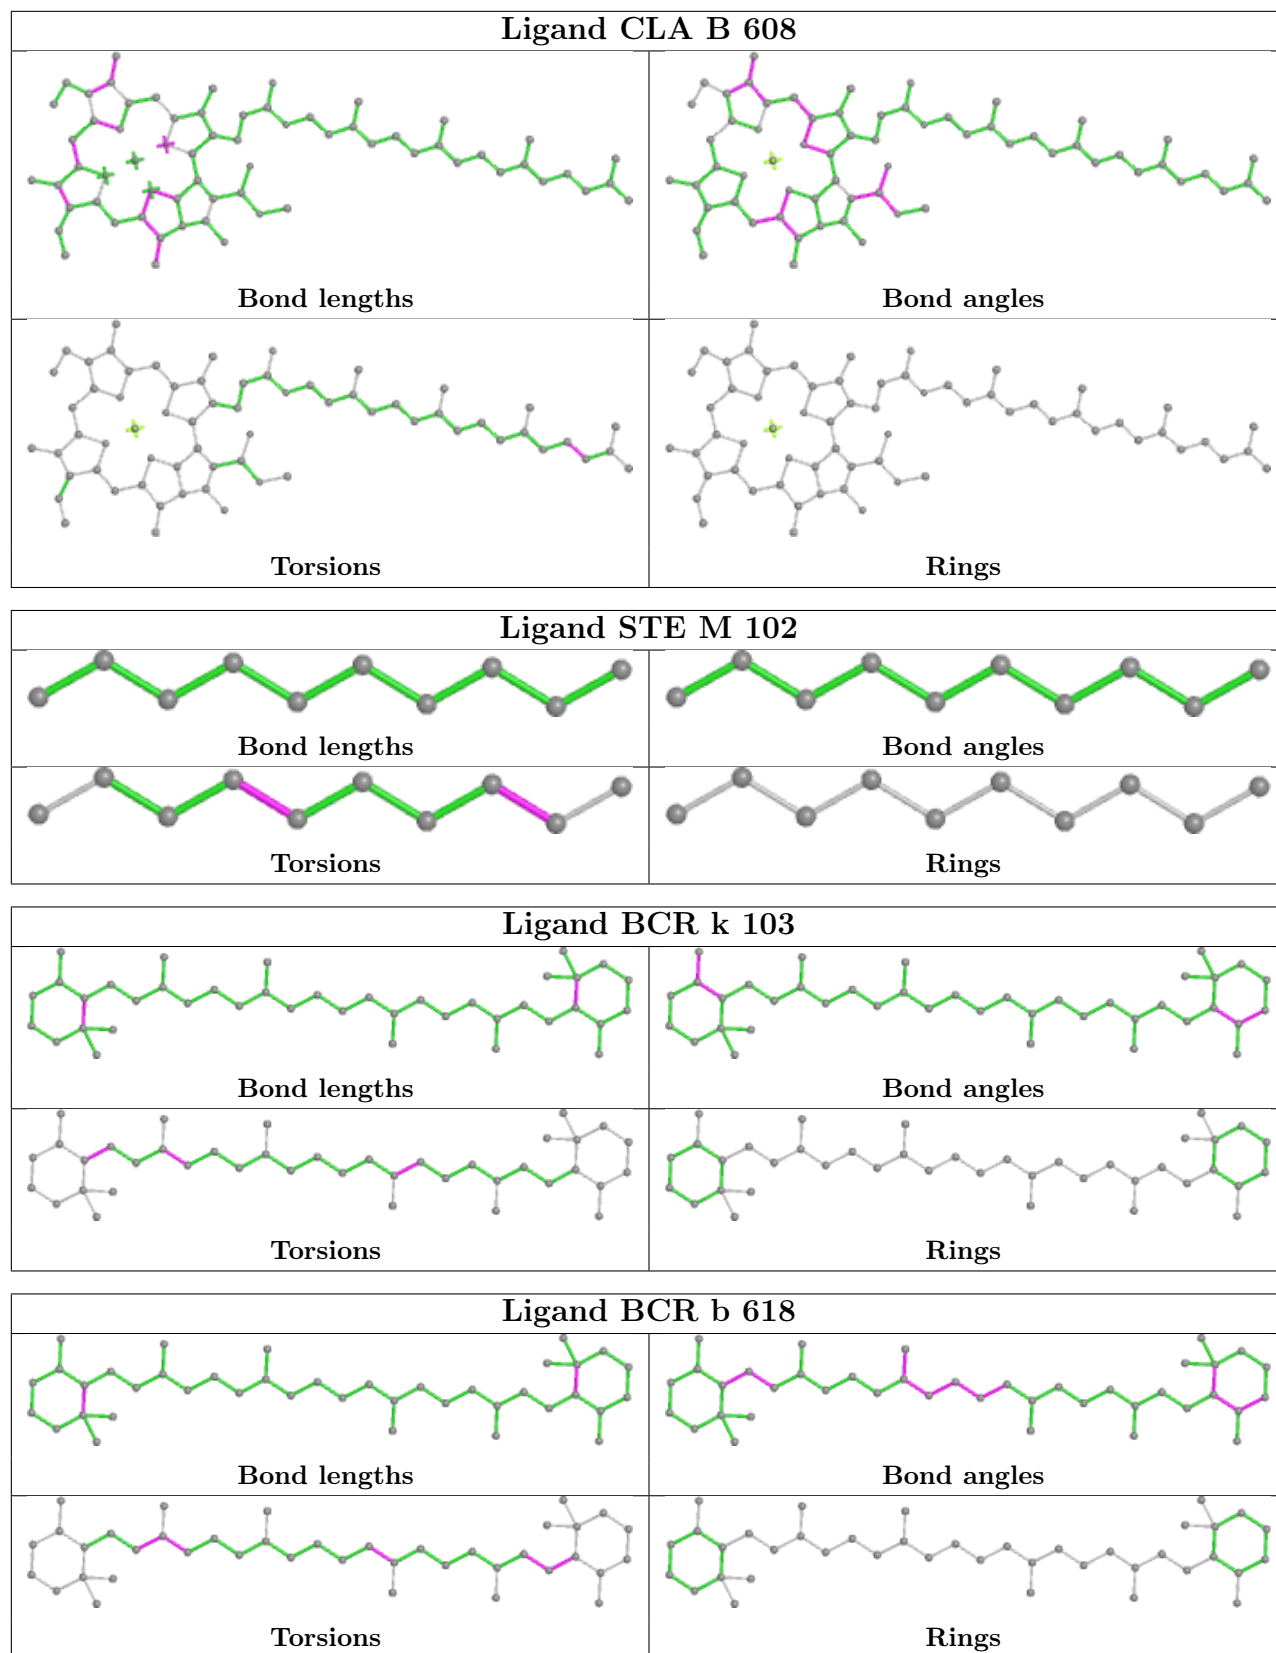 Ligand CLA B 608
Bond lengths
Bond angles
Torsions
Rings
Ligand STE M 102
Bond lengths
Bond angles
Torsions
Rings
Ligand BCR k 103
Bond lengths
Bond angles
Torsions
Rings
Ligand BCR b 618
Bond lengths
Bond angles
Torsions
Rings